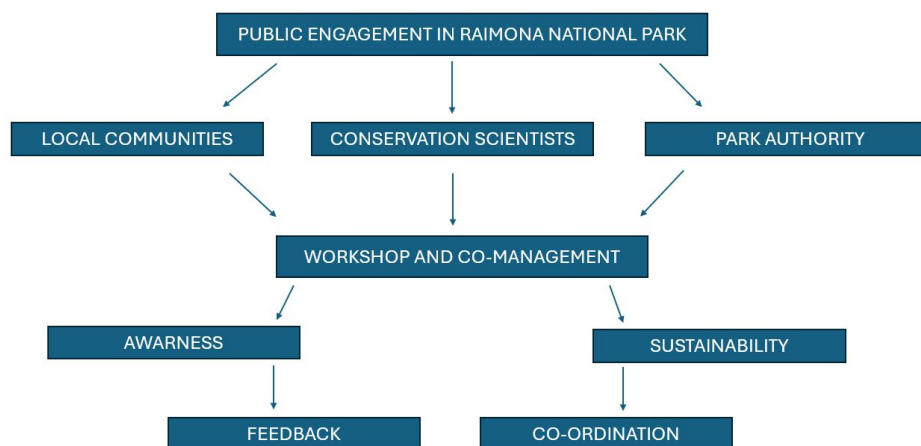 PUBLIC ENGAGEMENT IN RAIMONA NATIONAL PARK
LOCAL COMMUNITIES
CONSERVATION SCIENTISTS
PARK AUTHORITY
WORKSHOP AND CO-MANAGEMENT
AWARNESS
SUSTAINABILITY
FEEDBACK
CO-ORDINATION